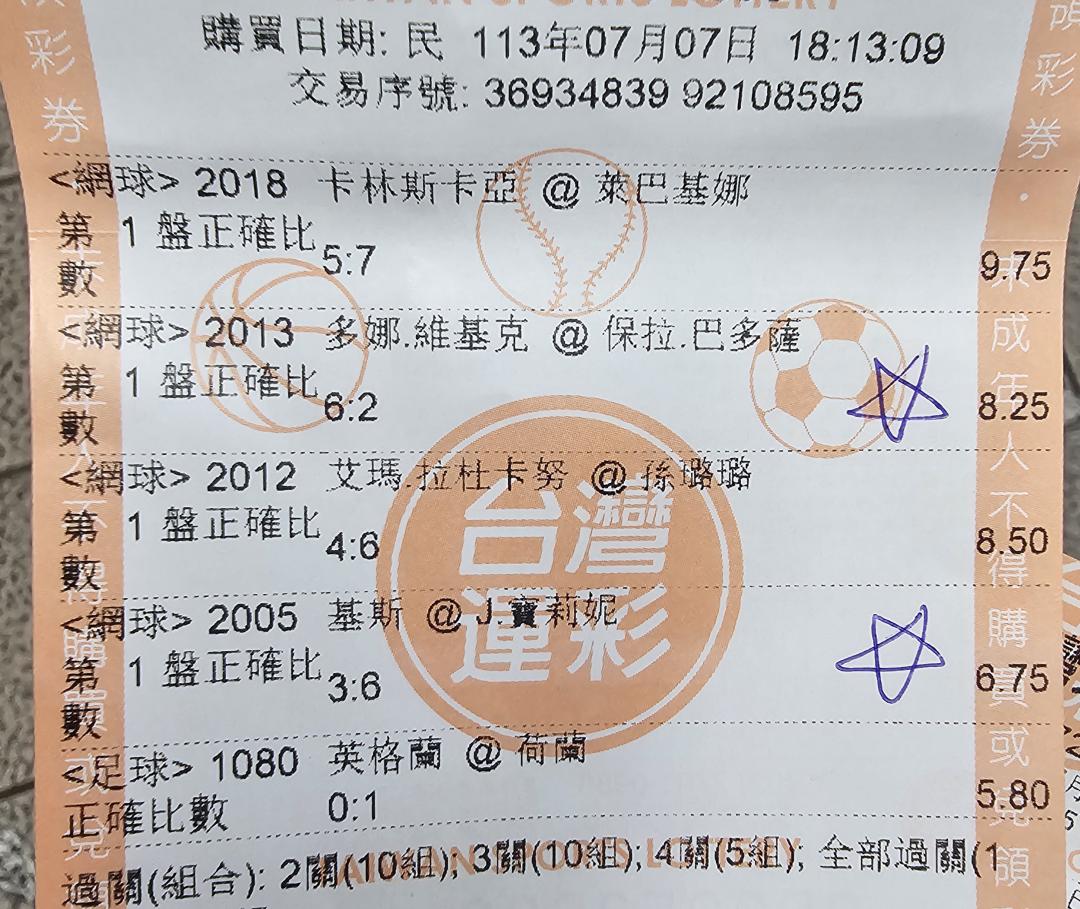 購買日期: 民 113年07月07日 18:13:09
交易序號: 36934839 92108595
<網球> 2018 卡林斯卡亞 @ 萊巴基娜
第 1 盤正確比數 5:7 9.75
<網球> 2013 多娜.維基克 @ 保拉.巴多薩
第 1 盤正確比數 6:2 8.25
<網球> 2012 艾瑪.拉杜卡努 @ 孫璐璐
第 1 盤正確比數 4:6 8.50
<網球> 2005 基斯 @ J.寶莉妮
第 1 盤正確比數 3:6 6.75
<足球> 1080 英格蘭 @ 荷蘭
正確比數 0:1 5.80
過關(組合): 2關(10組); 3關(10組); 4關(5組); 全部過關(1
台灣
運彩
彩券
彩券・未成年人不得購買或兌領